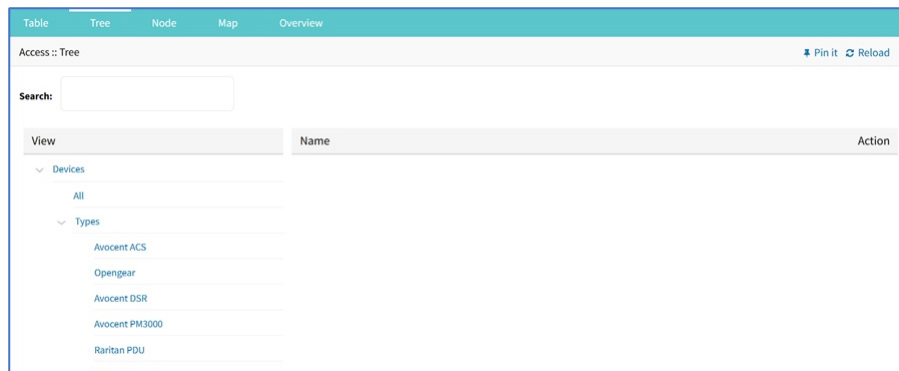 Table Tree Node Map Overview
Access :: Tree Pin it Reload
Search:
View Name Action
Devices
All
Types
Avocent ACS
Opengear
Avocent DSR
Avocent PM3000
Raritan PDU